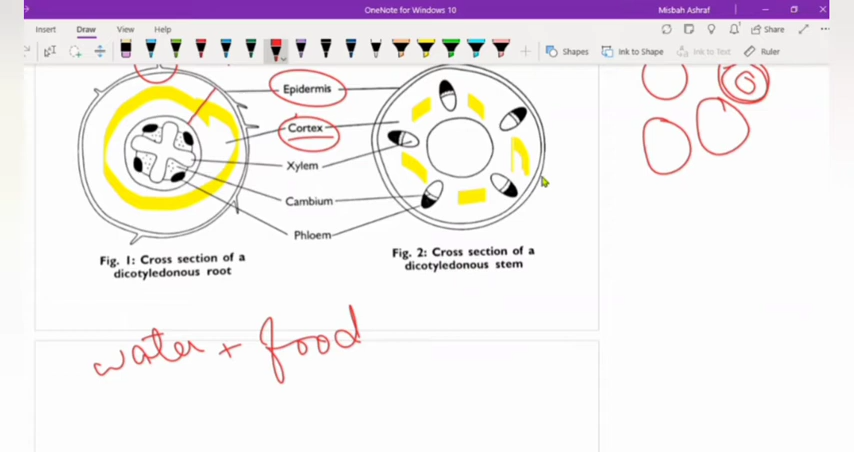 OneNote for Windows 10
Misbah Ashraf
Insert Draw View Help
Share
Shapes Ink to Shape Ink to Text Ruler
Epidermis
Cortex
Xylem
Cambium
Phloem
Fig. 1: Cross section of a
dicotyledonous root
Fig. 2: Cross section of a
dicotyledonous stem
water + food